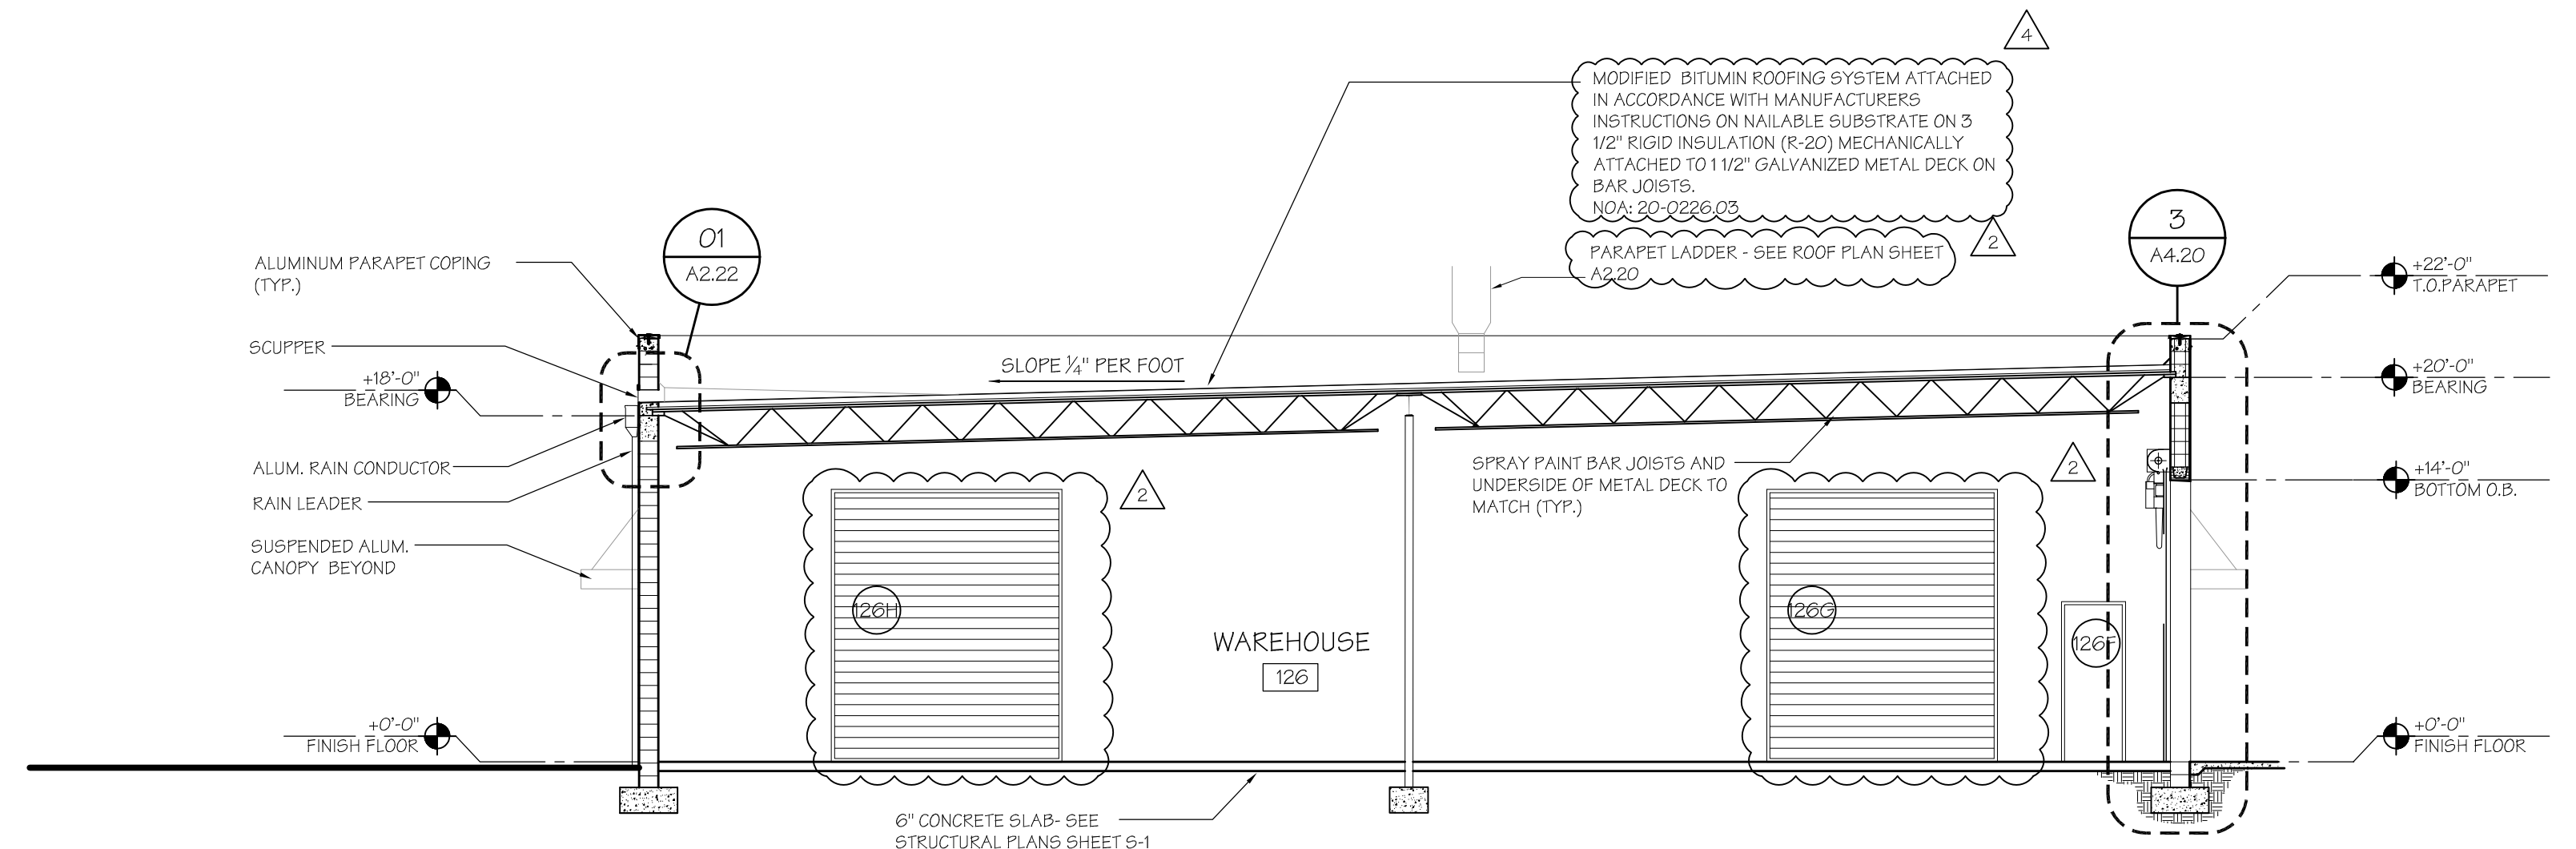 4
MODIFIED BITUMIN ROOFING SYSTEM ATTACHED
IN ACCORDANCE WITH MANUFACTURERS
INSTRUCTIONS ON NAILABLE SUBSTRATE ON 3
1/2" RIGID INSULATION (R-20) MECHANICALLY
ATTACHED TO 1 1/2" GALVANIZED METAL DECK ON
BAR JOISTS.
NOA: 20-0226.03
2
PARAPET LADDER - SEE ROOF PLAN SHEET
A2.20
01
A2.22
3
A4.20
ALUMINUM PARAPET COPING
(TYP.)
SCUPPER
+18'-0"
BEARING
ALUM. RAIN CONDUCTOR
RAIN LEADER
SUSPENDED ALUM.
CANOPY BEYOND
+0'-0"
FINISH FLOOR
SLOPE 1/4" PER FOOT
+22'-0"
T.O.PARAPET
+20'-0"
BEARING
+14'-0"
BOTTOM O.B.
+0'-0"
FINISH FLOOR
2
SPRAY PAINT BAR JOISTS AND
UNDERSIDE OF METAL DECK TO
MATCH (TYP.)
2
126H
126G
126F
WAREHOUSE
126
6" CONCRETE SLAB- SEE
STRUCTURAL PLANS SHEET S-1